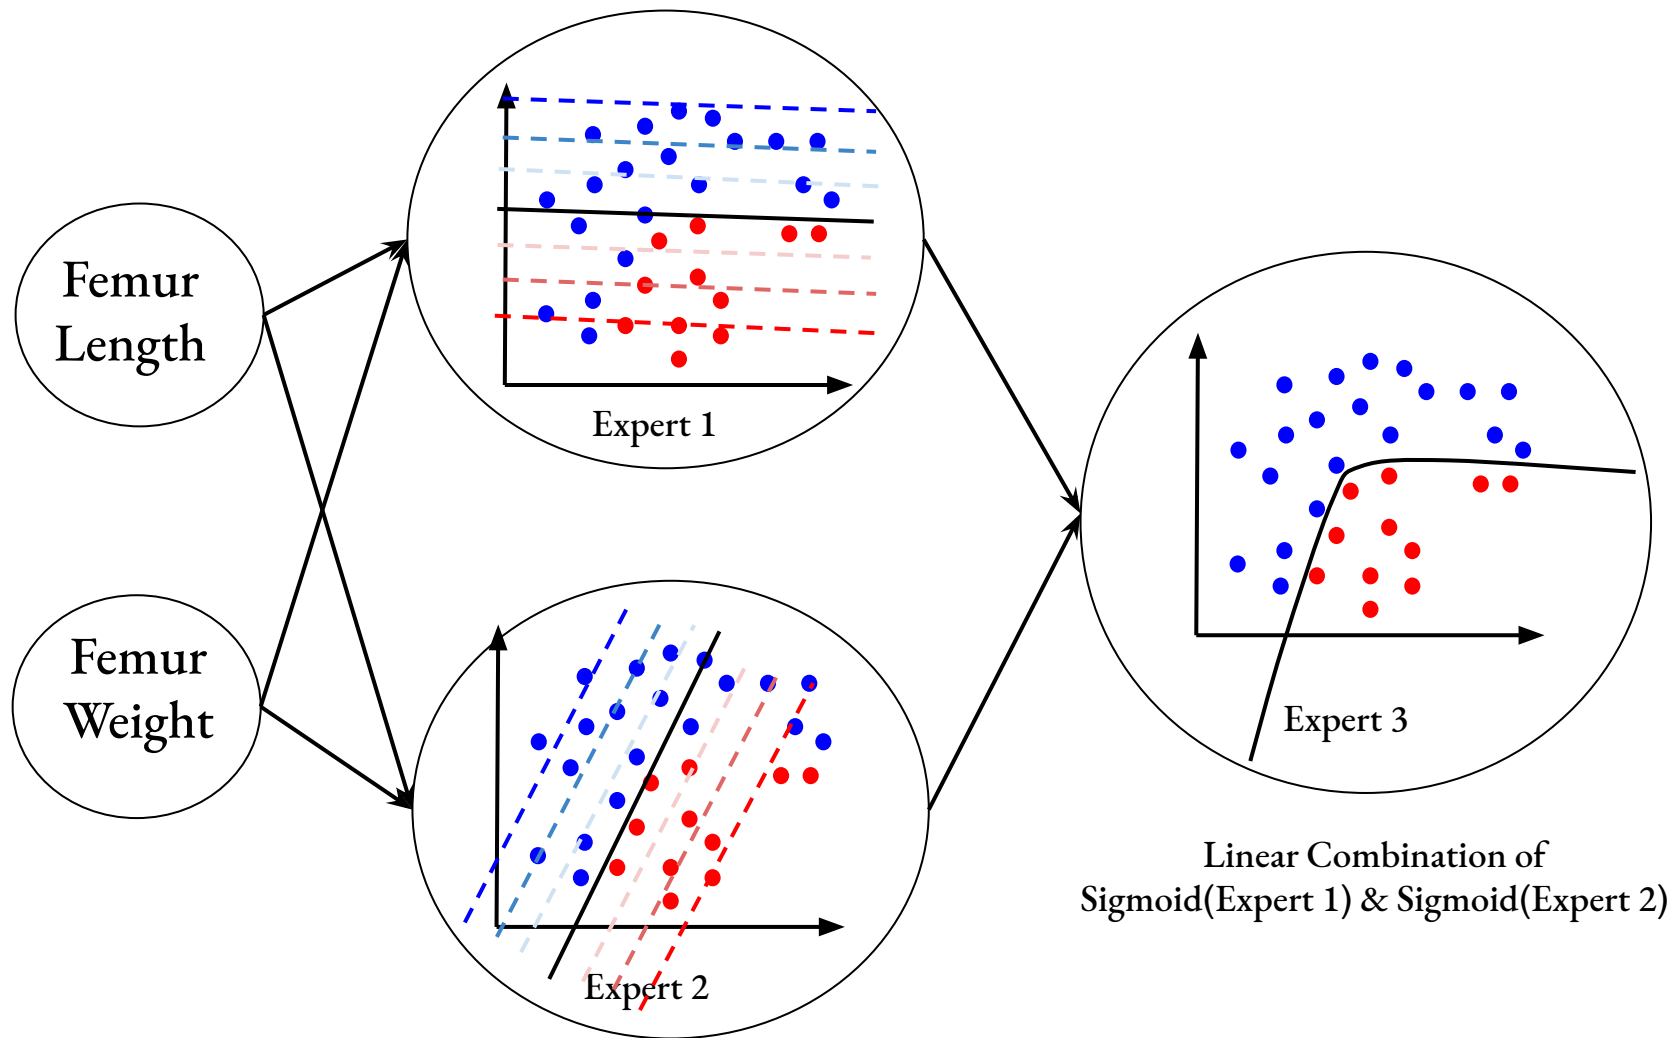 Femur
Length
Femur
Weight
Expert 1
Expert 2
Expert 3
Linear Combination of
Sigmoid(Expert 1) & Sigmoid(Expert 2)